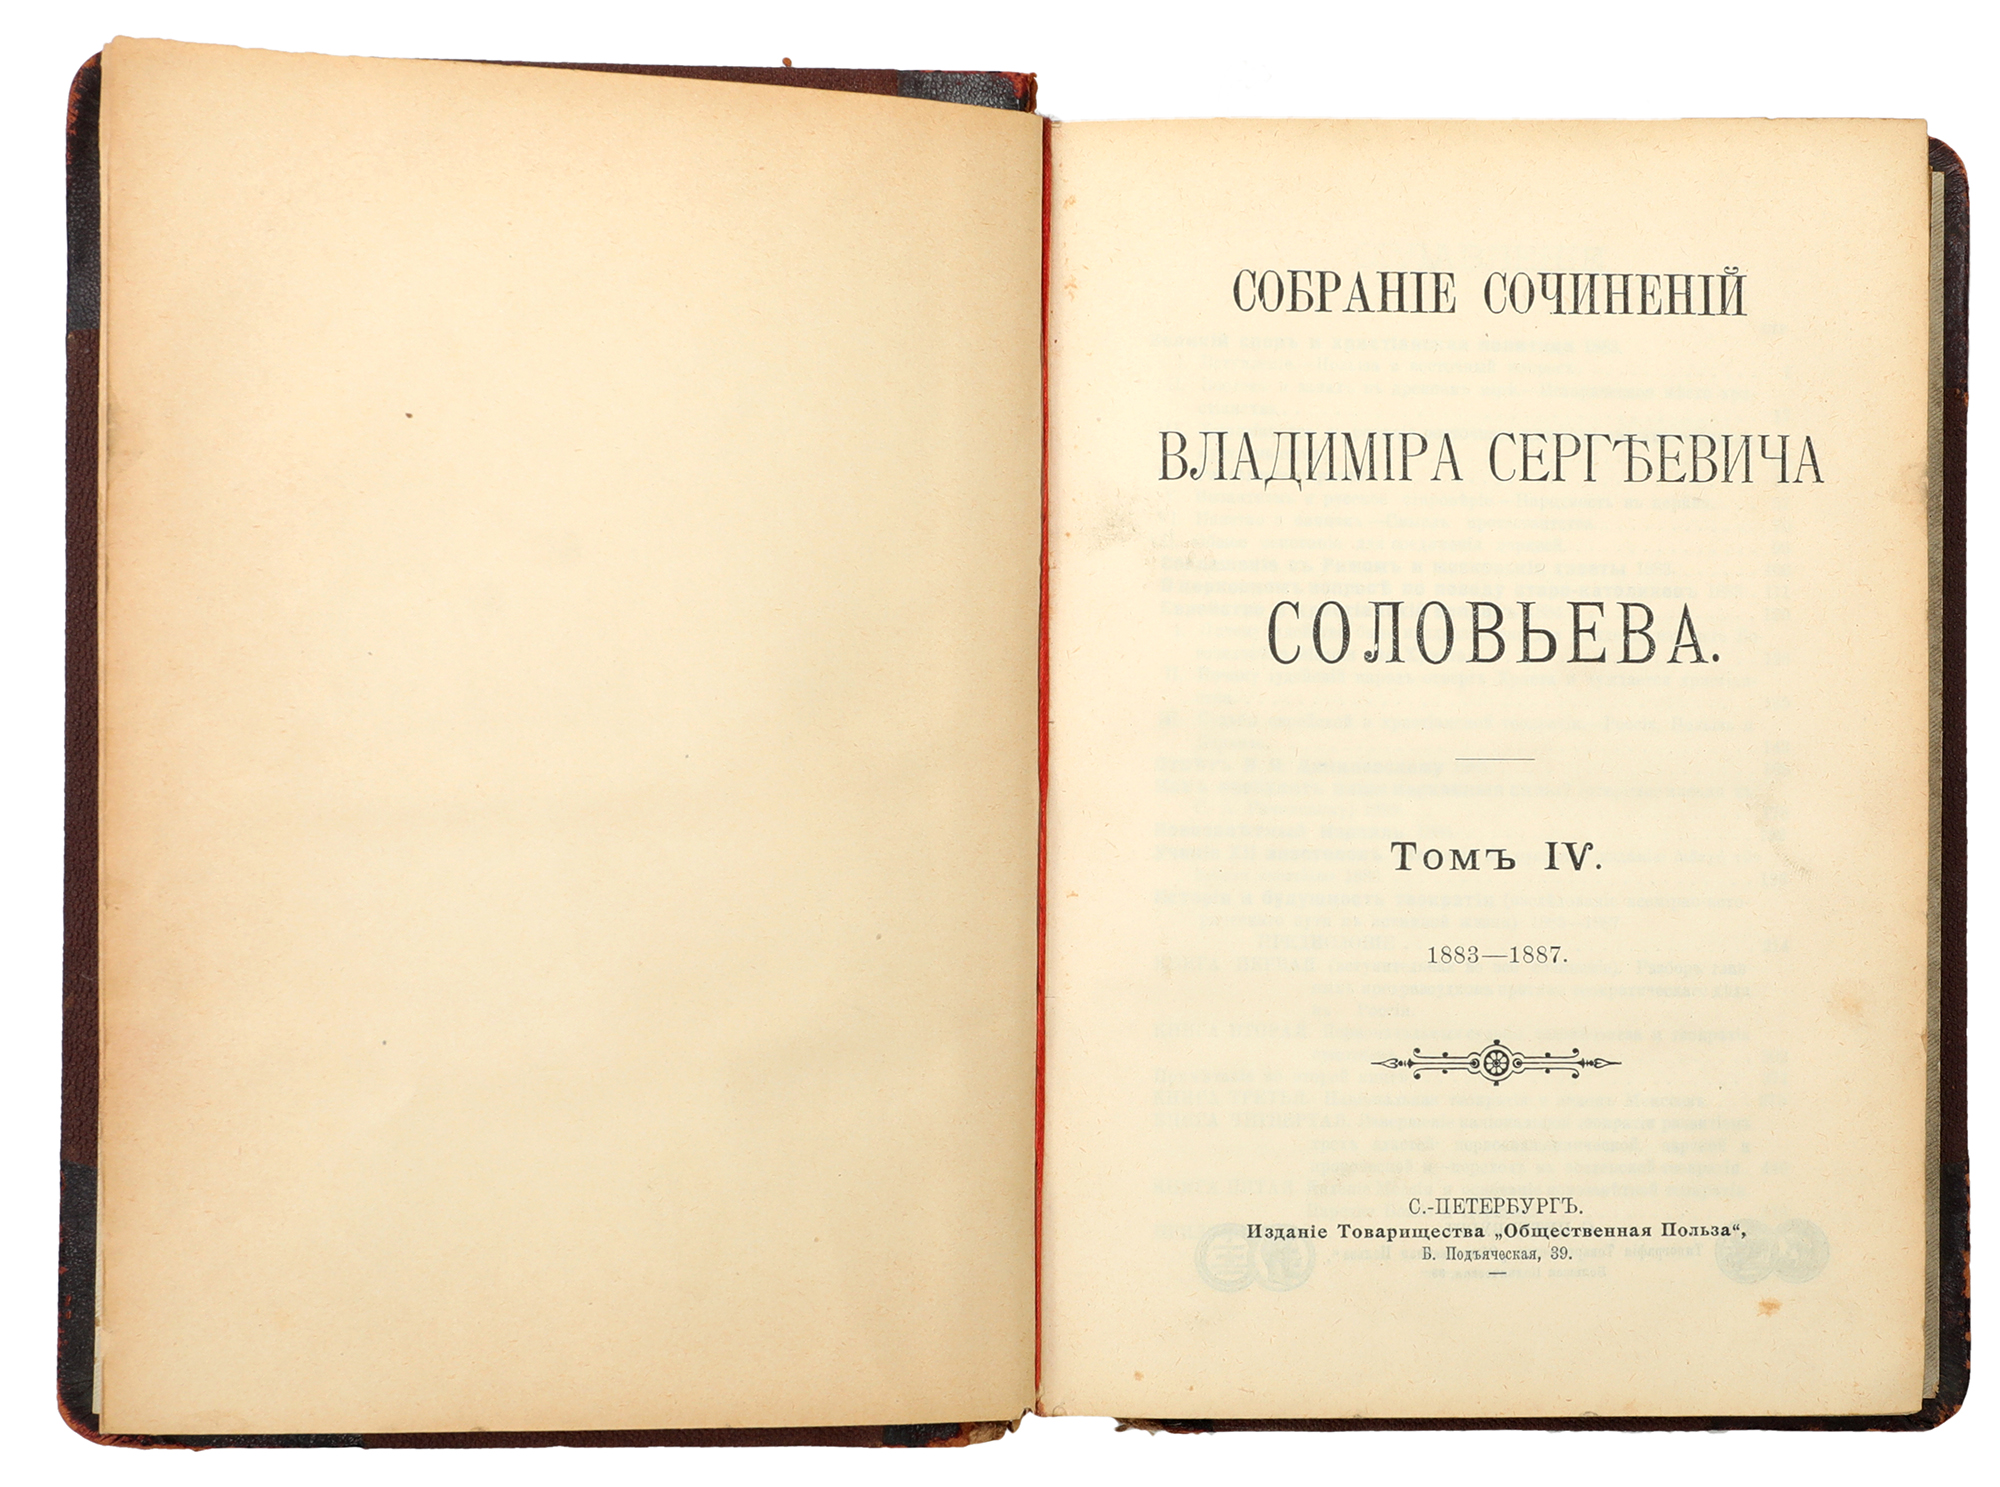 СОБРАНІЕ СОЧИНЕНІЙ
ВЛАДИМІРА СЕРГѢЕВИЧА
СОЛОВЬЕВА.
Томъ IV.
1883—1887.
С.-ПЕТЕРБУРГЪ.
Изданіе Товарищества „Общественная Польза“,
Б. Подъяческая, 39.